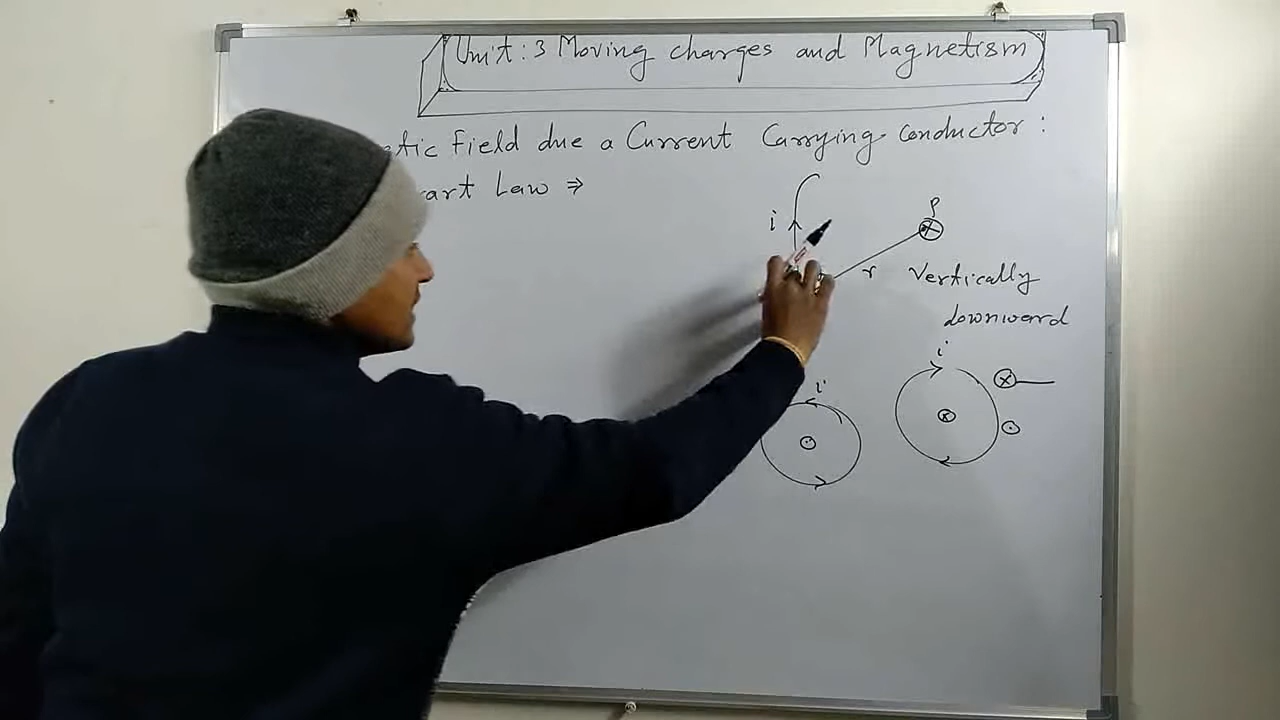 Unit: 3 Moving charges and Magnetism
etic Field due a Current Carrying conductor :
art Law ⇒
i
P
r
Vertically
downward
i
i